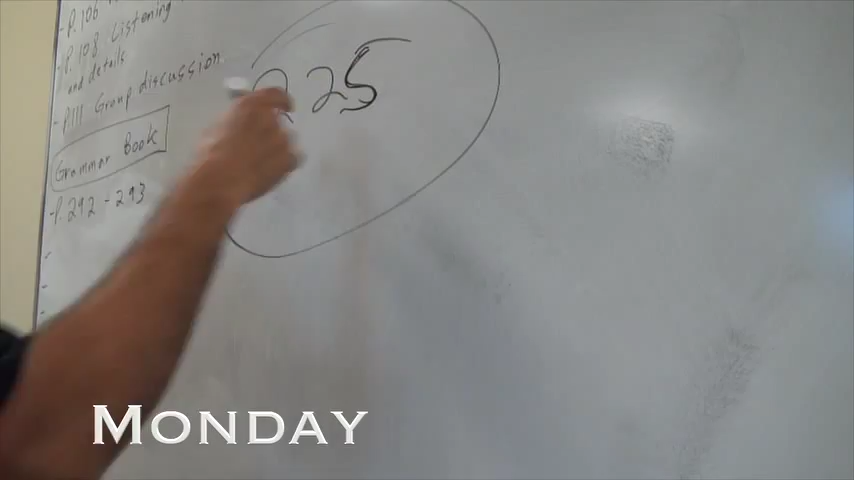 -P.106
-P. 108 Listening
and details
-P.111 Group discussion
Grammar Book
-P.292 - 293
225
MONDAY